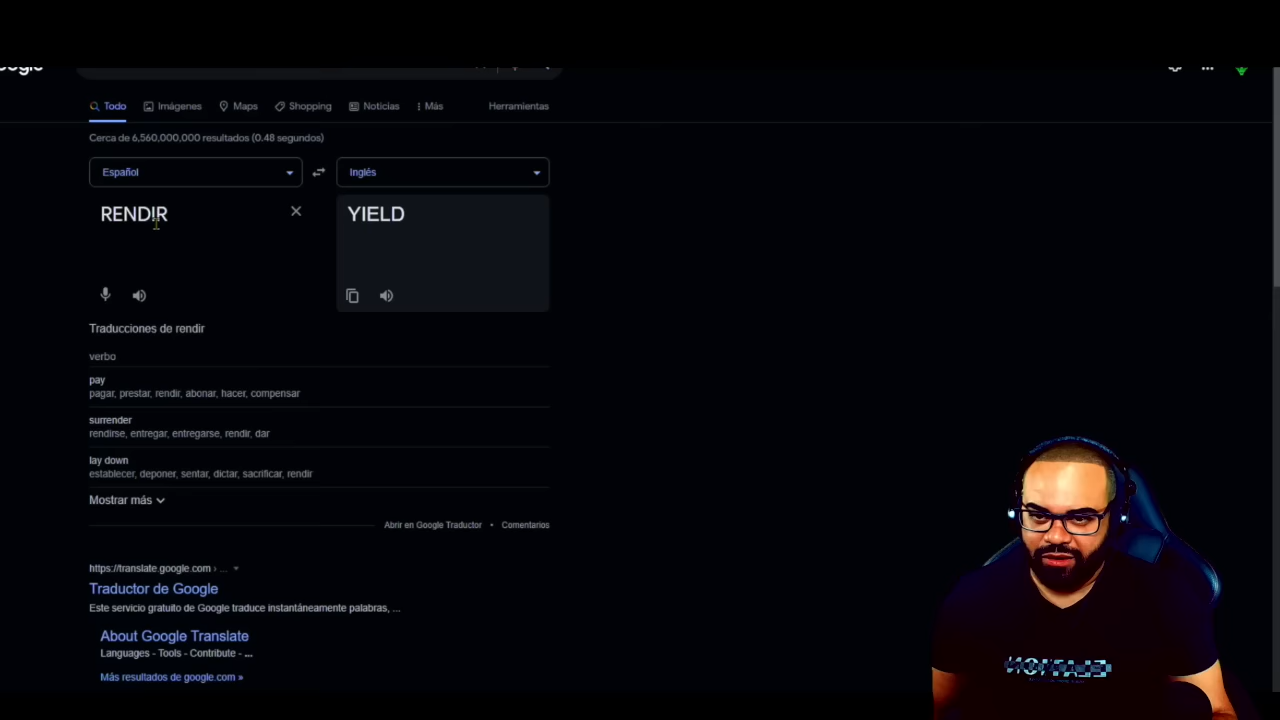 Todo Imágenes Maps Shopping Noticias Más Herramientas
Cerca de 6,560,000,000 resultados (0.48 segundos)
Español Inglés
RENDIR YIELD
Traducciones de rendir
verbo
pay
pagar, prestar, rendir, abonar, hacer, compensar
surrender
rendirse, entregar, entregarse, rendir, dar
lay down
establecer, deponer, sentar, dictar, sacrificar, rendir
Mostrar más
Abrir en Google Traductor • Comentarios
https://translate.google.com › ...
Traductor de Google
Este servicio gratuito de Google traduce instantáneamente palabras, ...
About Google Translate
Languages - Tools - Contribute - ...
Más resultados de google.com »